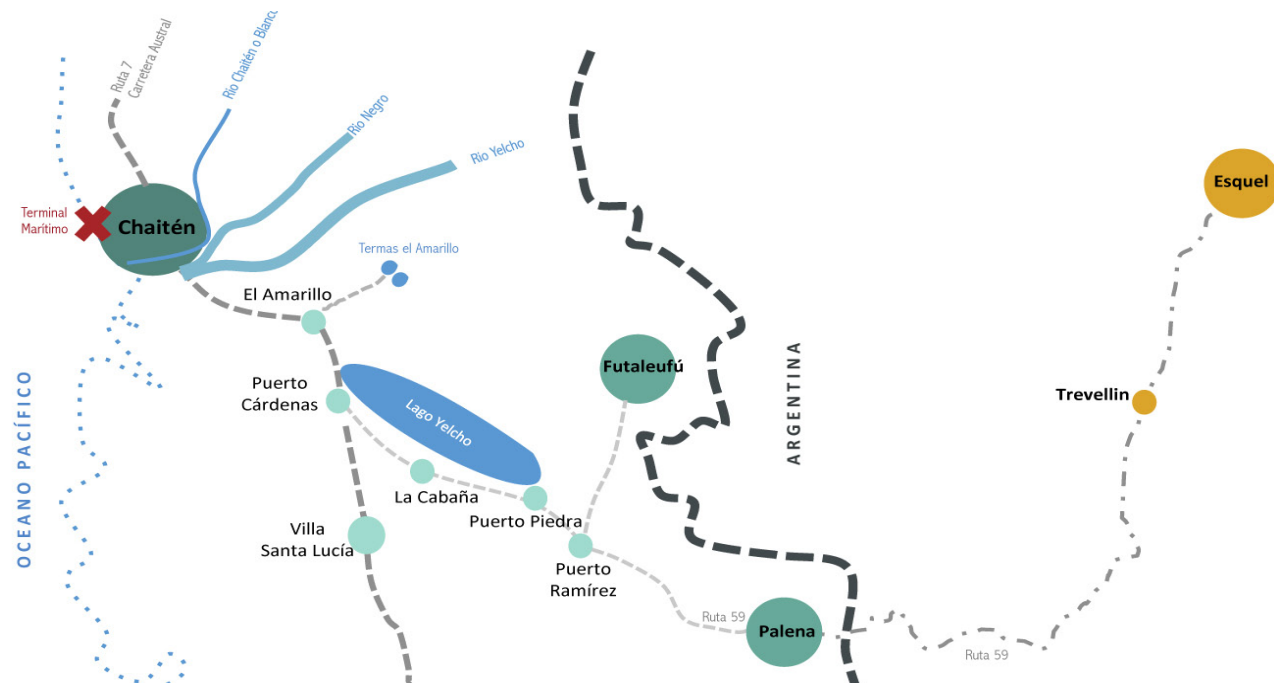 Ruta 7
Carretera Austral
Rio Chaitén o Blanco
Rio Negro
Rio Yelcho
Esquel
Terminal
Marítimo
Chaitén
Termas el Amarillo
El Amarillo
Futaleufú
Puerto
Cárdenas
Lago Yelcho
OCEANO PACÍFICO
ARGENTINA
Trevellin
La Cabaña
Puerto Piedra
Villa
Santa Lucía
Puerto
Ramírez
Ruta 59
Palena
Ruta 59